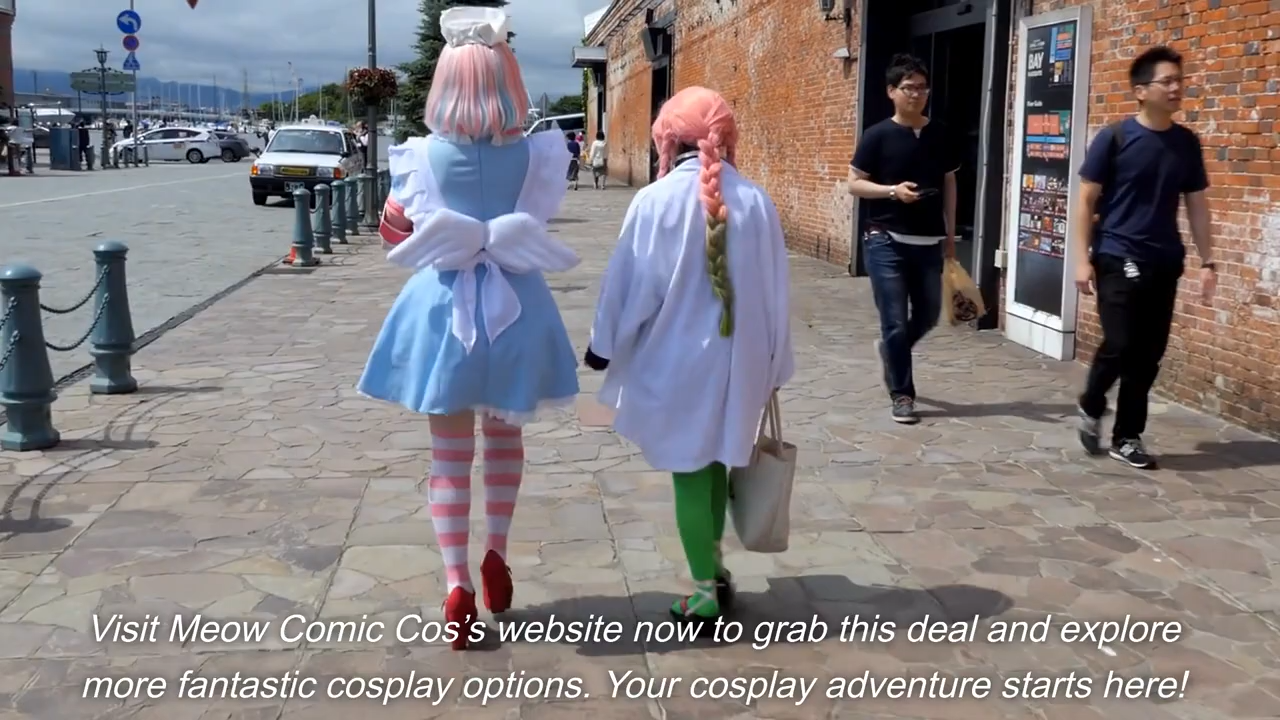 BAY
Visit Meow Comic Cos’s website now to grab this deal and explore
more fantastic cosplay options. Your cosplay adventure starts here!